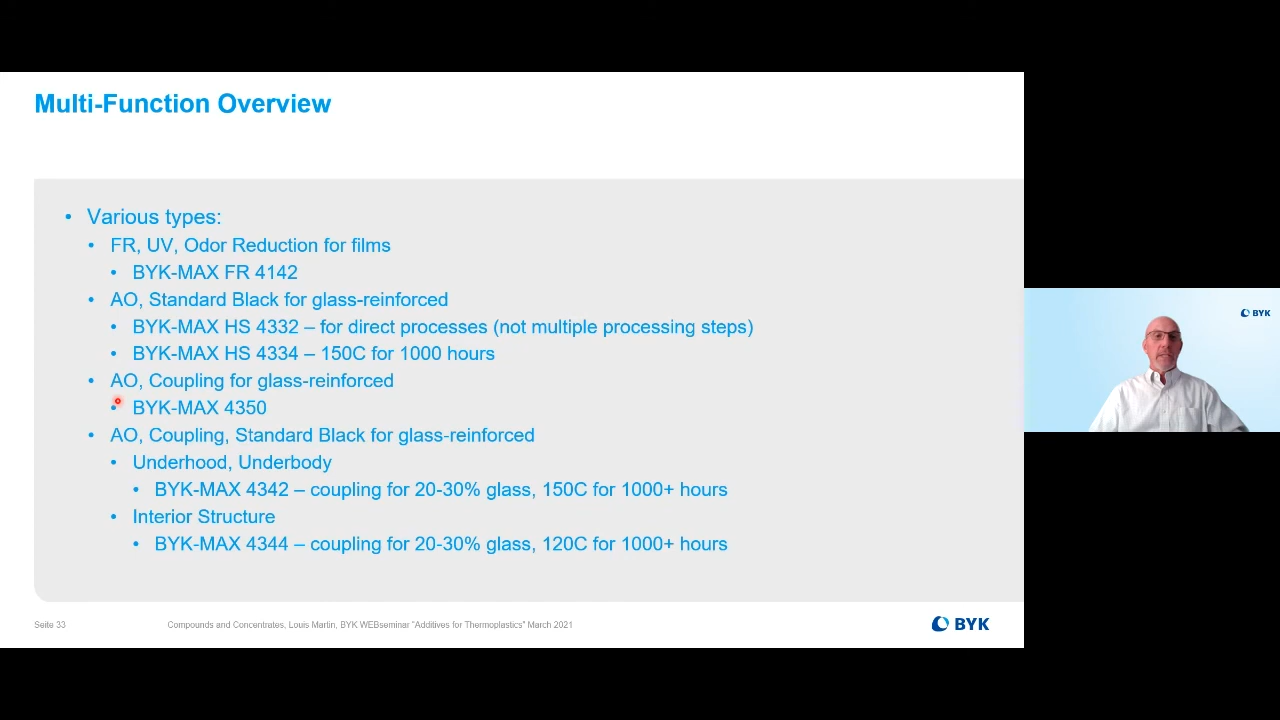 Multi-Function Overview
• Various types:
• FR, UV, Odor Reduction for films
• BYK-MAX FR 4142
• AO, Standard Black for glass-reinforced
• BYK-MAX HS 4332 – for direct processes (not multiple processing steps)
• BYK-MAX HS 4334 – 150C for 1000 hours
• AO, Coupling for glass-reinforced
• BYK-MAX 4350
• AO, Coupling, Standard Black for glass-reinforced
• Underhood, Underbody
• BYK-MAX 4342 – coupling for 20-30% glass, 150C for 1000+ hours
• Interior Structure
• BYK-MAX 4344 – coupling for 20-30% glass, 120C for 1000+ hours
Seite 33
Compounds and Concentrates, Louis Martin, BYK WEBseminar "Additives for Thermoplastics" March 2021
BYK
BYK